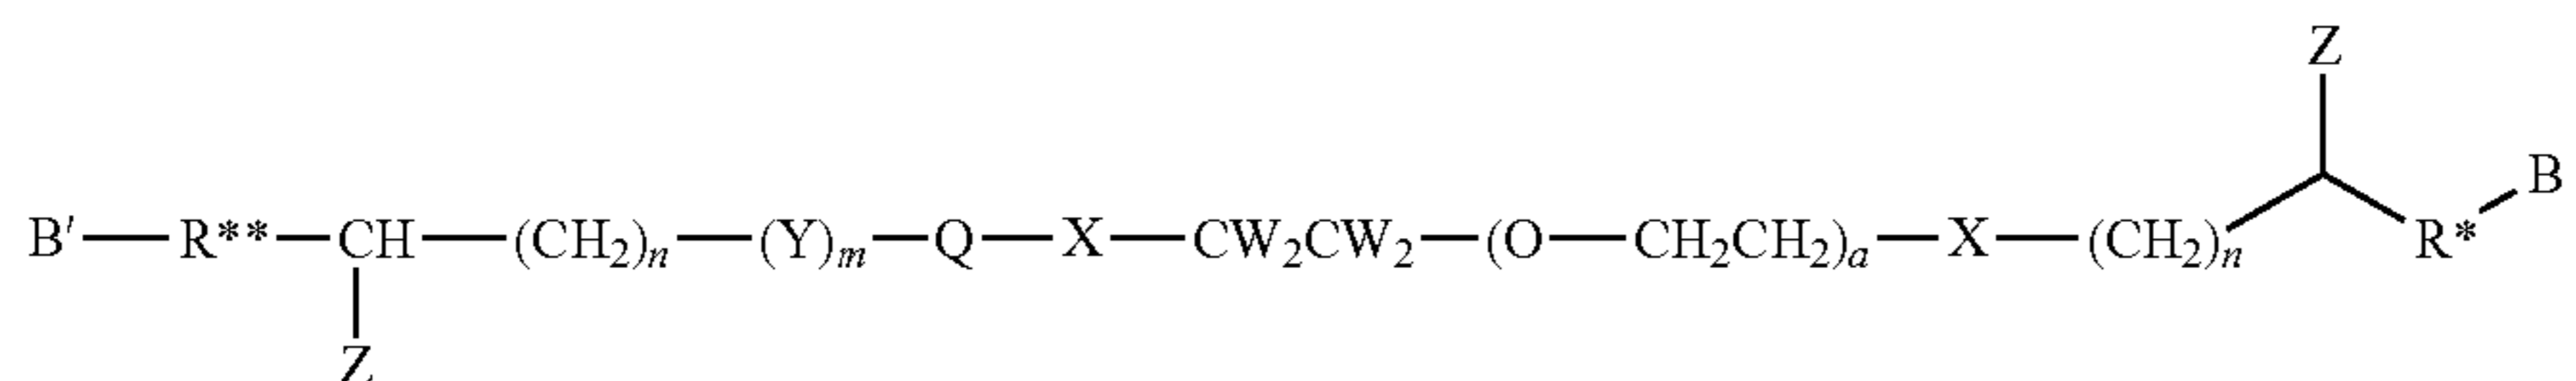 Z
B′—R**—CH—(CH₂)ₙ—(Y)ₘ—Q—X—CW₂CW₂—(O—CH₂CH₂)ₐ—X—(CH₂)ₙ R* B
Z